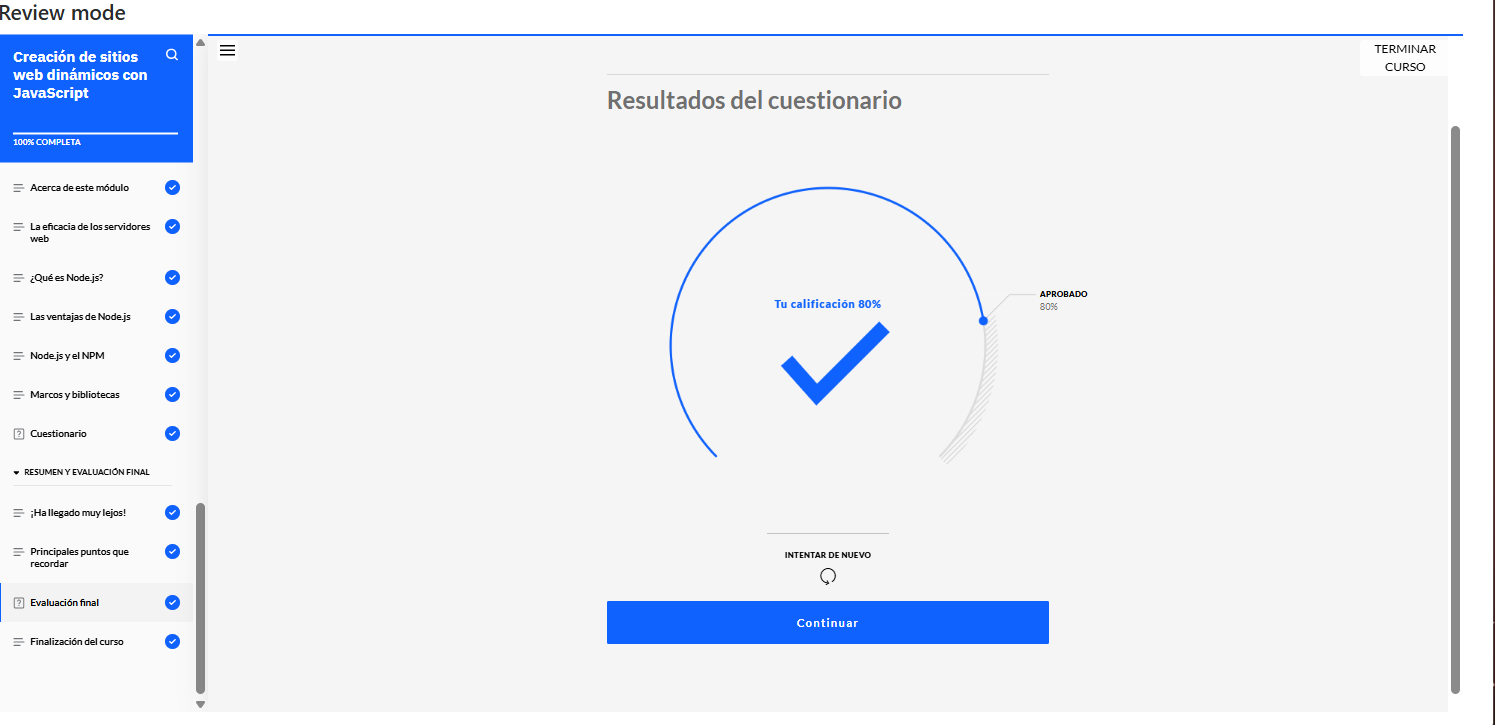 Review mode
Creación de sitios
web dinámicos con
JavaScript
100% COMPLETA
Acerca de este módulo
La eficacia de los servidores
web
¿Qué es Node.js?
Las ventajas de Node.js
Node.js y el NPM
Marcos y bibliotecas
Cuestionario
RESUMEN Y EVALUACIÓN FINAL
¡Ha llegado muy lejos!
Principales puntos que
recordar
Evaluación final
Finalización del curso
TERMINAR
CURSO
Resultados del cuestionario
Tu calificación 80%
APROBADO
80%
INTENTAR DE NUEVO
Continuar